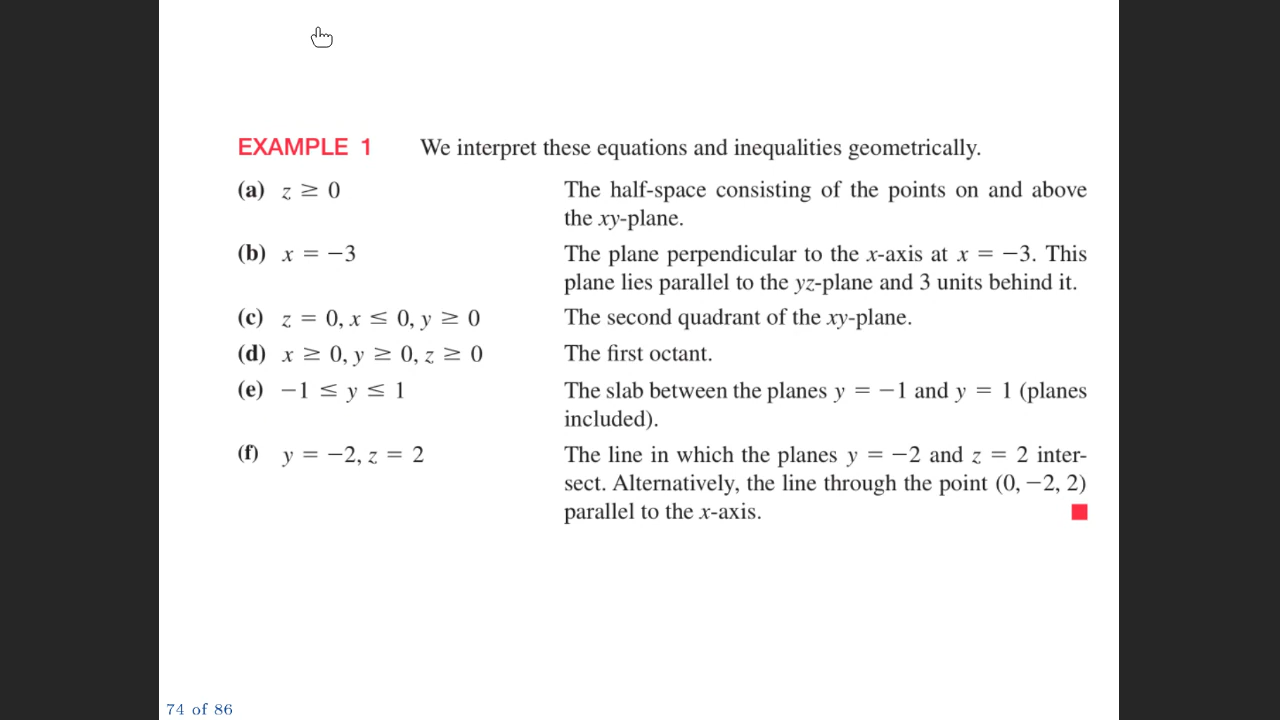 EXAMPLE 1 We interpret these equations and inequalities geometrically.
(a) z ≥ 0 The half-space consisting of the points on and above
the xy-plane.
(b) x = −3 The plane perpendicular to the x-axis at x = −3. This
plane lies parallel to the yz-plane and 3 units behind it.
(c) z = 0, x ≤ 0, y ≥ 0 The second quadrant of the xy-plane.
(d) x ≥ 0, y ≥ 0, z ≥ 0 The first octant.
(e) −1 ≤ y ≤ 1 The slab between the planes y = −1 and y = 1 (planes
included).
(f) y = −2, z = 2 The line in which the planes y = −2 and z = 2 inter-
sect. Alternatively, the line through the point (0, −2, 2)
parallel to the x-axis.
74 of 86